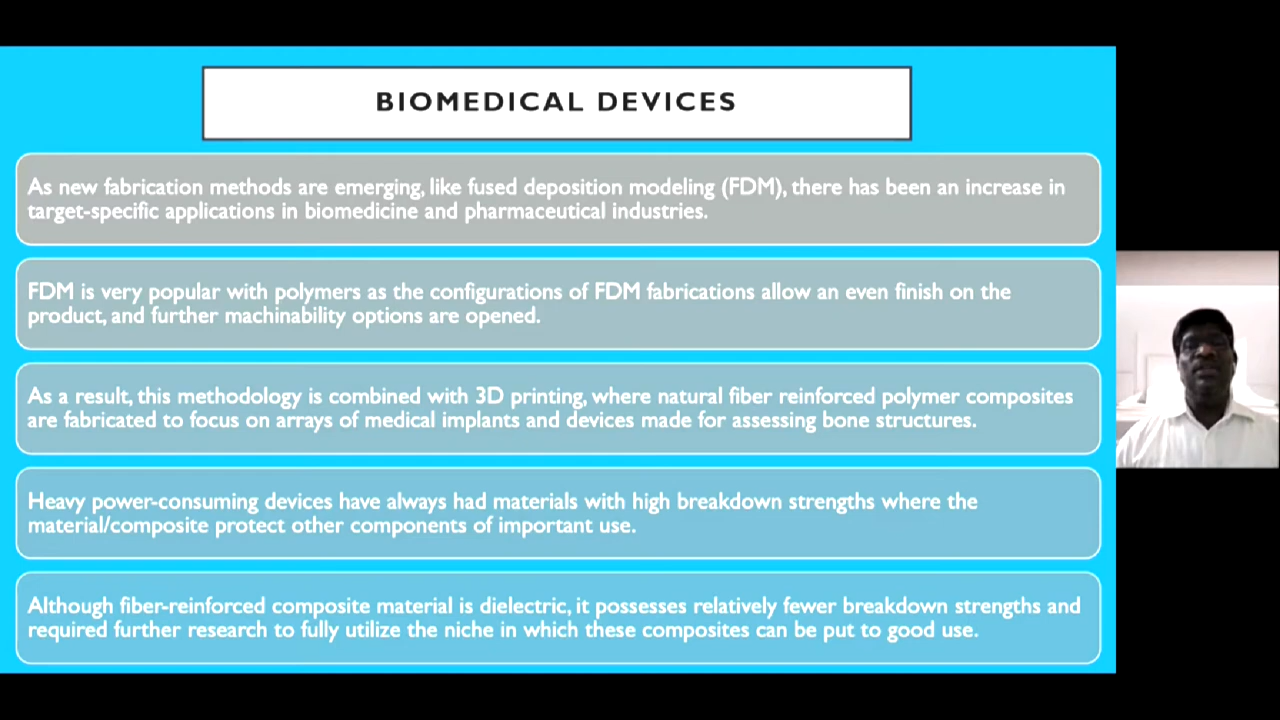 BIOMEDICAL DEVICES
As new fabrication methods are emerging, like fused deposition modeling (FDM), there has been an increase in
target-specific applications in biomedicine and pharmaceutical industries.
FDM is very popular with polymers as the configurations of FDM fabrications allow an even finish on the
product, and further machinability options are opened.
As a result, this methodology is combined with 3D printing, where natural fiber reinforced polymer composites
are fabricated to focus on arrays of medical implants and devices made for assessing bone structures.
Heavy power-consuming devices have always had materials with high breakdown strengths where the
material/composite protect other components of important use.
Although fiber-reinforced composite material is dielectric, it possesses relatively fewer breakdown strengths and
required further research to fully utilize the niche in which these composites can be put to good use.